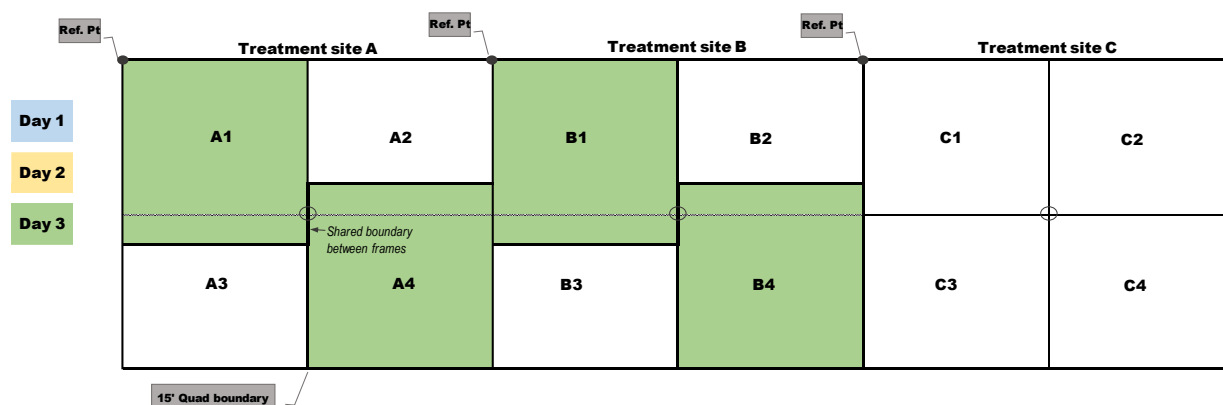 Ref. Pt
Ref. Pt
Ref. Pt
Treatment site A
Treatment site B
Treatment site C
Day 1
Day 2
Day 3
A1
A2
B1
B2
C1
C2
Shared boundary
between frames
A3
A4
B3
B4
C3
C4
15' Quad boundary